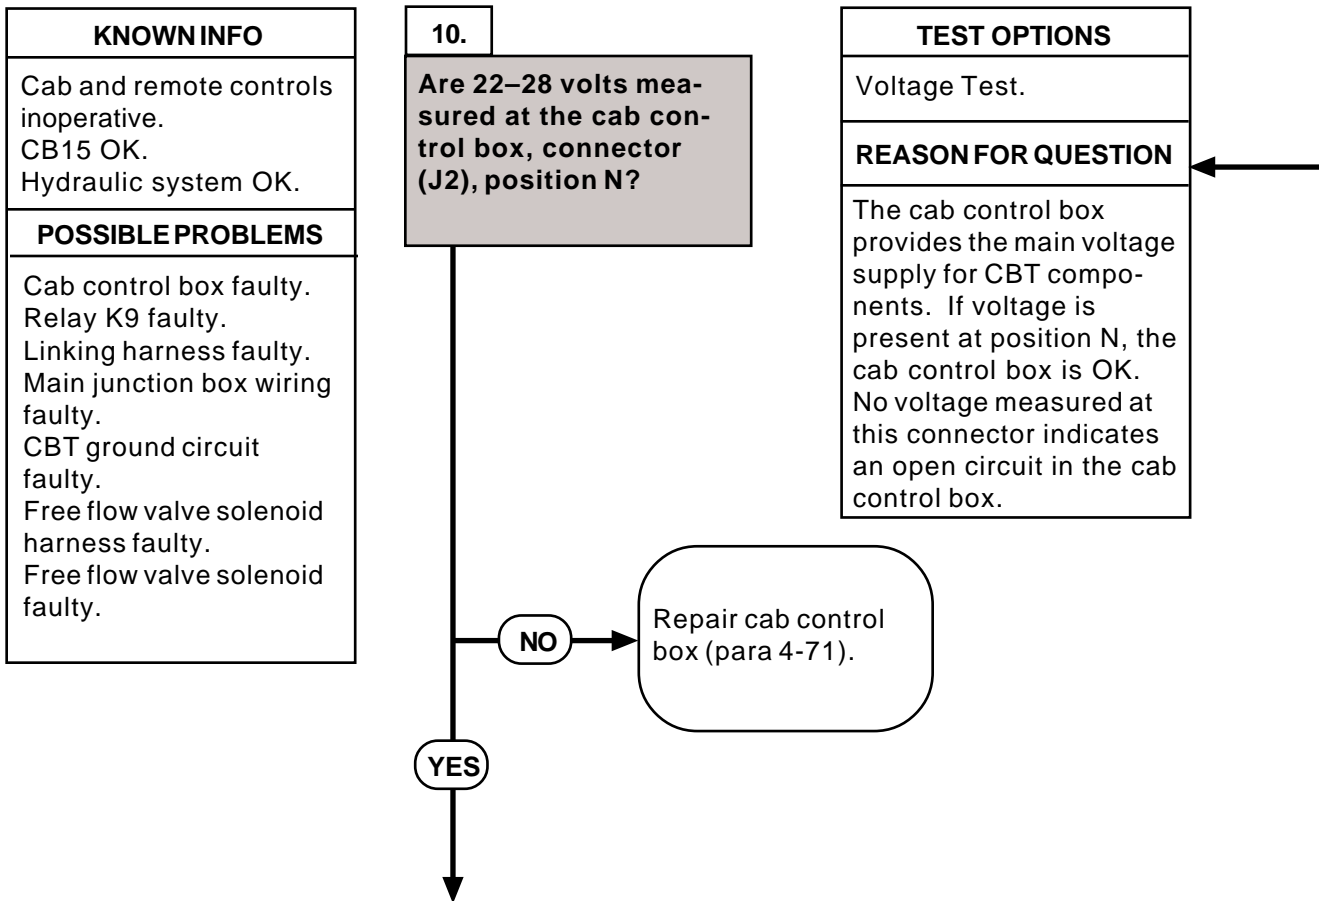 KNOWN INFO
Cab and remote controls
inoperative.
CB15 OK.
Hydraulic system OK.
POSSIBLE PROBLEMS
Cab control box faulty.
Relay K9 faulty.
Linking harness faulty.
Main junction box wiring
faulty.
CBT ground circuit
faulty.
Free flow valve solenoid
harness faulty.
Free flow valve solenoid
faulty.
10.
Are 22–28 volts mea-
sured at the cab con-
trol box, connector
(J2), position N?
TEST OPTIONS
Voltage Test.
REASON FOR QUESTION
The cab control box
provides the main voltage
supply for CBT compo-
nents. If voltage is
present at position N, the
cab control box is OK.
No voltage measured at
this connector indicates
an open circuit in the cab
control box.
NO
Repair cab control
box (para 4-71).
YES